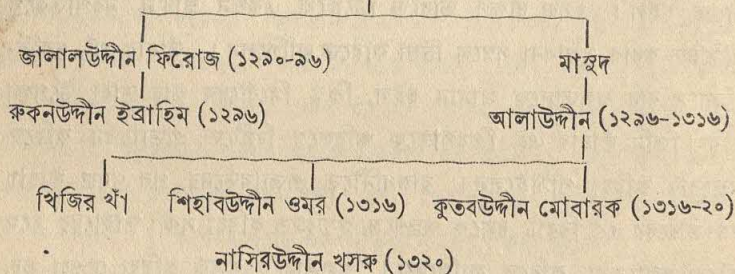 জালালউদ্দীন ফিরোজ (১২৯০-৯৬) মাসুদ
রুকনউদ্দীন ইব্রাহিম (১২৯৬) আলাউদ্দীন (১২৯৬-১৩১৬)
খিজির খাঁ শিহাবউদ্দীন ওমর (১৩১৬) কুতবউদ্দীন মোবারক (১৩১৬-২০)
নাসিরউদ্দীন খসরু (১৩২০)